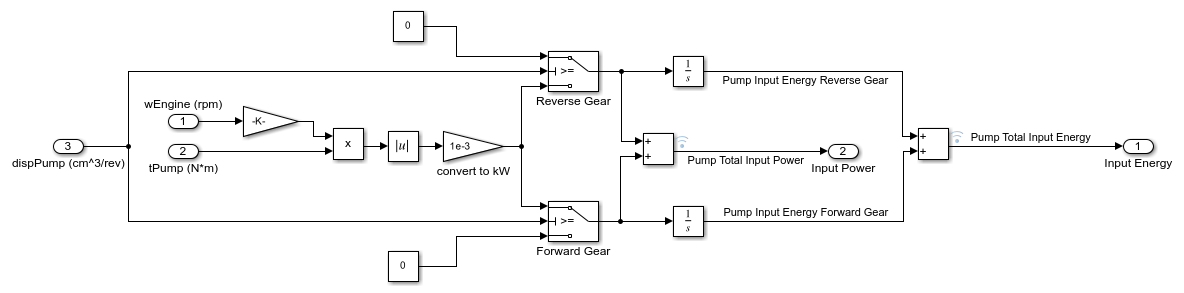 0
>=
Reverse Gear
1
s
Pump Input Energy Reverse Gear
wEngine (rpm)
1
-K-
3
dispPump (cm^3/rev)
2
tPump (N*m)
x
|u|
1e-3
convert to kW
+
+
Pump Total Input Power
2
Input Power
+
+
Pump Total Input Energy
1
Input Energy
>=
Forward Gear
1
s
Pump Input Energy Forward Gear
0